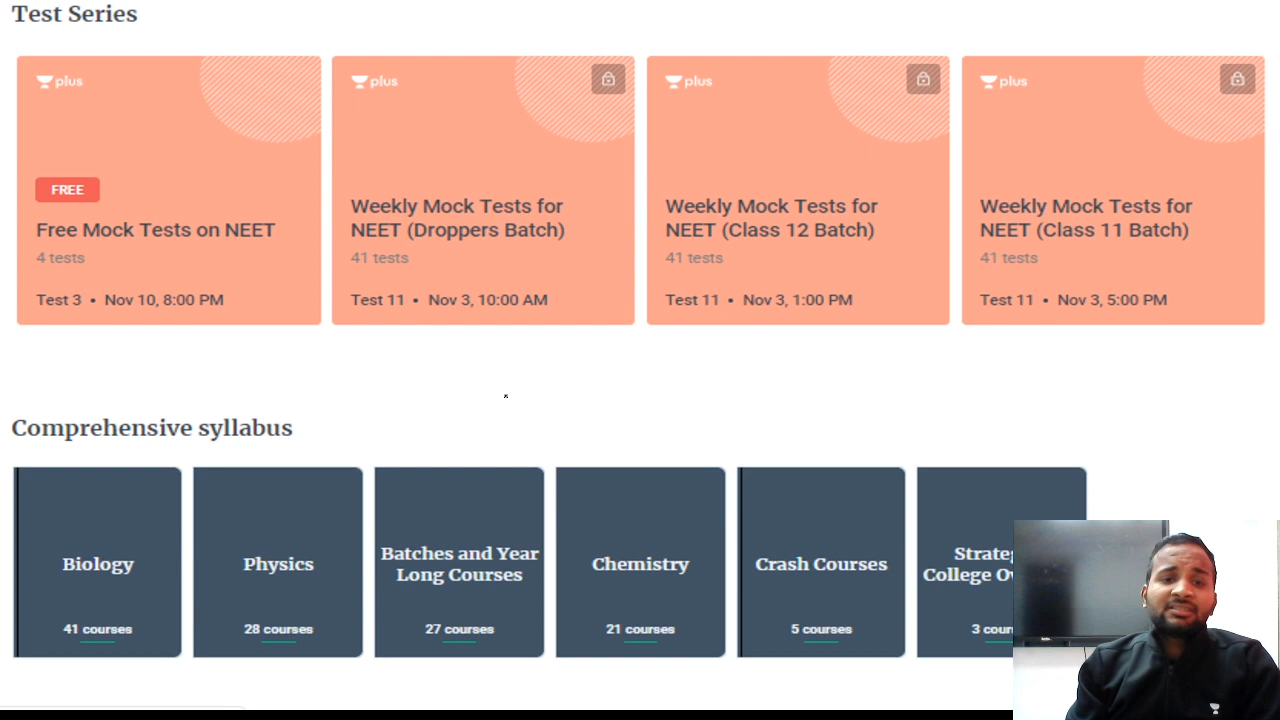 Test Series
plus
FREE
Free Mock Tests on NEET
4 tests
Test 3 • Nov 10, 8:00 PM
plus
Weekly Mock Tests for
NEET (Droppers Batch)
41 tests
Test 11 • Nov 3, 10:00 AM
plus
Weekly Mock Tests for
NEET (Class 12 Batch)
41 tests
Test 11 • Nov 3, 1:00 PM
plus
Weekly Mock Tests for
NEET (Class 11 Batch)
41 tests
Test 11 • Nov 3, 5:00 PM
Comprehensive syllabus
Biology
41 courses
Physics
28 courses
Batches and Year
Long Courses
27 courses
Chemistry
21 courses
Crash Courses
5 courses
College
3